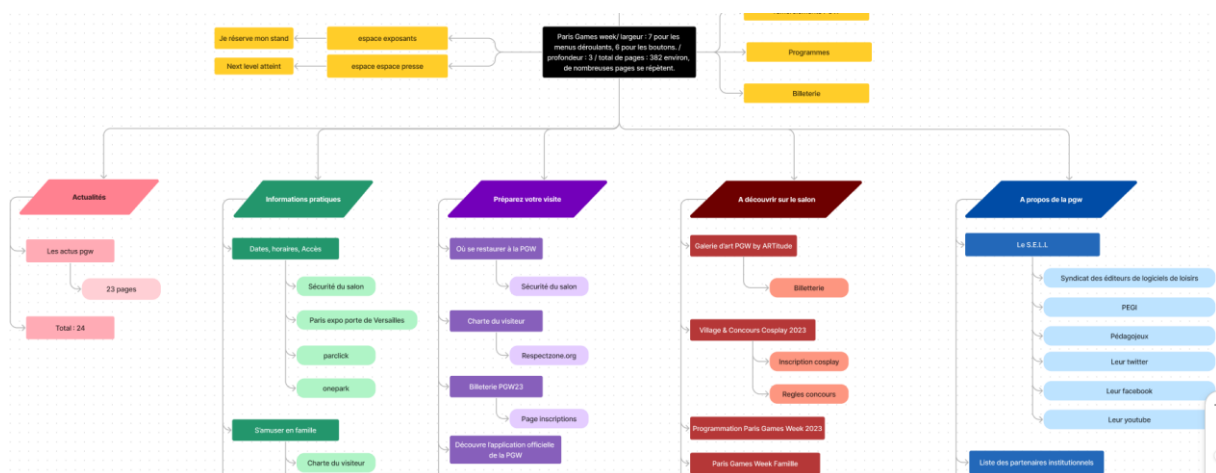 Je réserve mon stand
espace exposants
Next level atteint
espace espace presse
Paris Games week/ largeur : 7 pour les
menus déroulants, 6 pour les boutons. /
profondeur : 3 / total de pages : 382 environ,
de nombreuses pages se répètent.
Programmes
Billeterie
Actualités
Les actus pgw
23 pages
Total : 24
Informations pratiques
Dates, horaires, Accès
Sécurité du salon
Paris expo porte de Versailles
parclick
onepark
S'amuser en famille
Charte du visiteur
Préparez votre visite
Où se restaurer à la PGW
Sécurité du salon
Charte du visiteur
Respectzone.org
Billeterie PGW23
Page inscriptions
Découvre l'application officielle
de la PGW
A découvrir sur le salon
Galerie d'art PGW by ARTitude
Billetterie
Village & Concours Cosplay 2023
Inscription cosplay
Regles concours
Programmation Paris Games Week 2023
Paris Games Week Famillle
A propos de la pgw
Le S.E.L.L
Syndicat des éditeurs de logiciels de loisirs
PEGI
Pédagojeux
Leur twitter
Leur facebook
Leur youtube
Liste des partenaires institutionnels